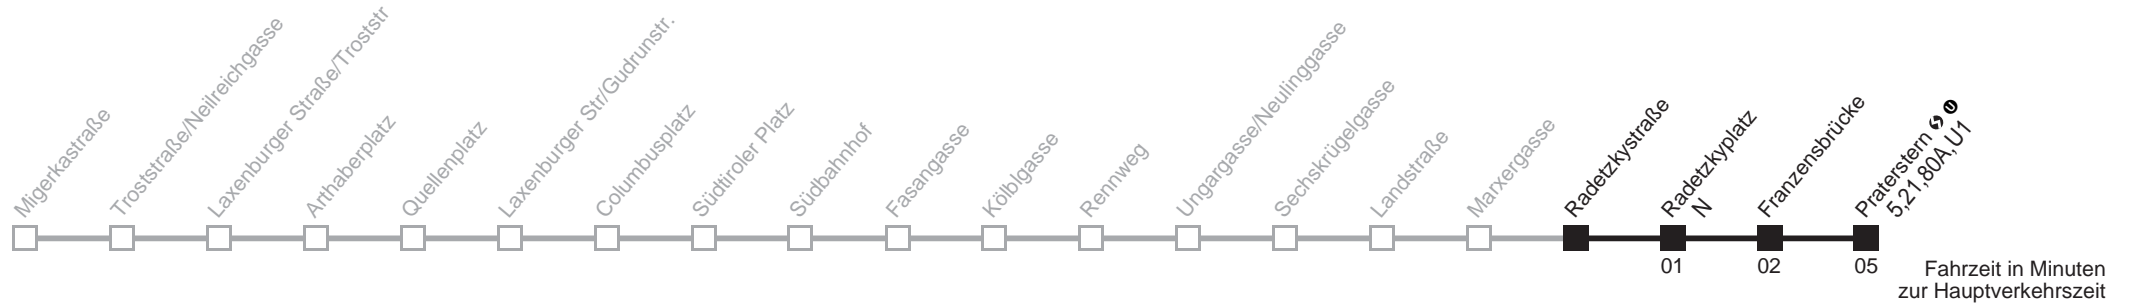 Migerkastraße
Troststraße/Neilreichgasse
Laxenburger Straße/Troststr
Arthaberplatz
Quellenplatz
Laxenburger Str/Gudrunstr.
Columbusplatz
Südtiroler Platz
Südbahnhof
Fasangasse
Kölblgasse
Rennweg
Ungargasse/Neulinggasse
Sechskrügelgasse
Landstraße
Marxergasse
Radetzkystraße
Radetzkyplatz
N
Franzensbrücke
Praterstern S U
5,21,80A,U1
01
02
05
Fahrzeit in Minuten
zur Hauptverkehrszeit